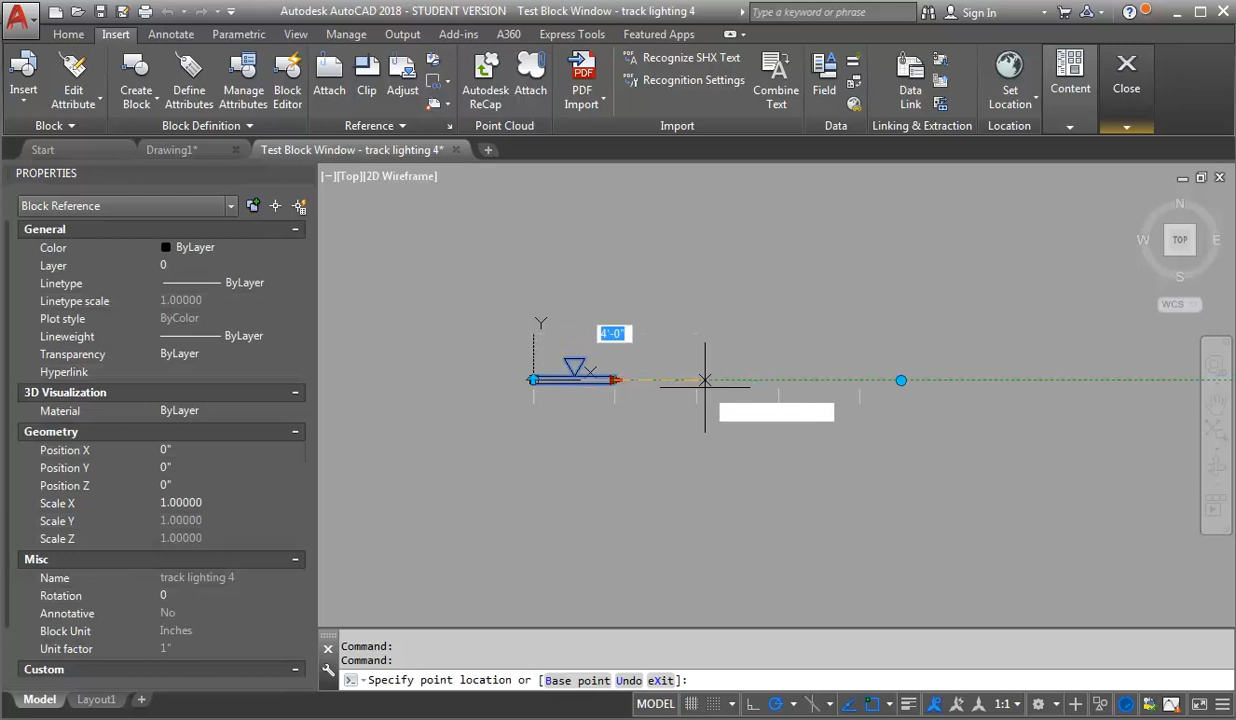 Autodesk AutoCAD 2018 - STUDENT VERSION Test Block Window - track lighting 4 Type a keyword or phrase Sign In
Home Insert Annotate Parametric View Manage Output Add-ins A360 Express Tools Featured Apps
Insert Edit Attribute Create Block Define Attributes Manage Attributes Block Editor Attach Clip Adjust Autodesk ReCap Attach PDF Import Recognize SHX Text Recognition Settings Combine Text Field Data Link Set Location Content Close
Block Block Definition Reference Point Cloud Import Data Linking & Extraction Location
Start Drawing1* Test Block Window - track lighting 4*
PROPERTIES
[−][Top][2D Wireframe]
Block Reference
General
Color ByLayer
Layer 0
Linetype ByLayer
Linetype scale 1.00000
Plot style ByColor
Lineweight ByLayer
Transparency ByLayer
Hyperlink
3D Visualization
Material ByLayer
Geometry
Position X 0"
Position Y 0"
Position Z 0"
Scale X 1.00000
Scale Y 1.00000
Scale Z 1.00000
Misc
Name track lighting 4
Rotation 0
Annotative No
Block Unit Inches
Unit factor 1"
Custom
N
W TOP E
S
WCS
Y
4'-0"
X
Command:
Command:
Specify point location or [Base point Undo eXit]:
Model Layout1 + MODEL 1:1